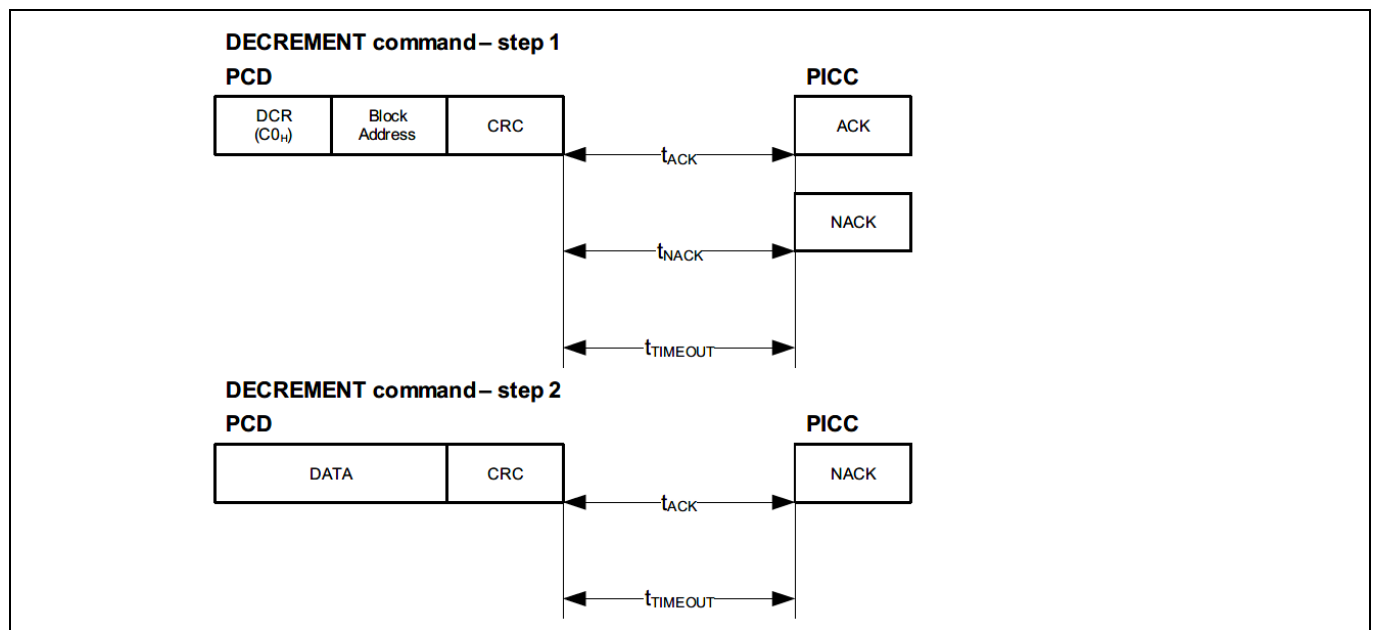 DECREMENT command – step 1
PCD PICC
DCR (C0H) Block Address CRC ACK
tACK
NACK
tNACK
tTIMEOUT
DECREMENT command – step 2
PCD PICC
DATA CRC NACK
tACK
tTIMEOUT